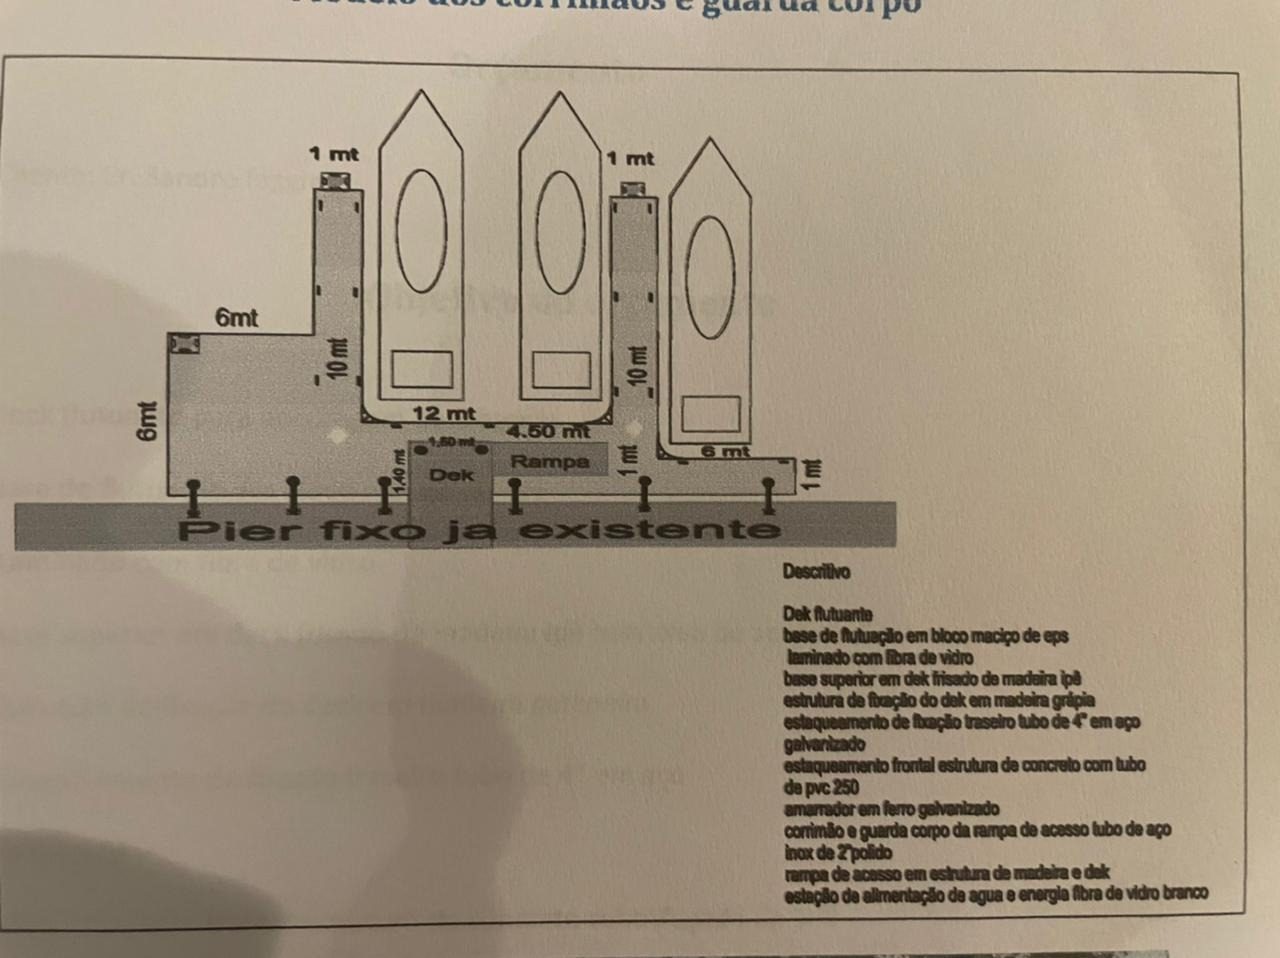 Modelo dos corrimãos e guarda corpo
1 mt
1 mt
6mt
10 mt
10 mt
6mt
12 mt
4.50 mt
1,50 mt
6 mt
1,40 mt
Dek
Rampa
1 mt
1 mt
Pier fixo ja existente
Descritivo
Dek flutuante
base de flutuação em bloco maciço de eps
laminado com fibra de vidro
base superior em dek frisado de madeira ipê
estrutura de fixação do dek em madeira grápia
estaqueamento de fixação traseiro tubo de 4" em aço
galvanizado
estaqueamento frontal estrutura de concreto com tubo
de pvc 250
amarrador em ferro galvanizado
corrimão e guarda corpo da rampa de acesso tubo de aço
inox de 2"polido
rampa de acesso em estrutura de madeira e dek
estação de alimentação de agua e energia fibra de vidro branco